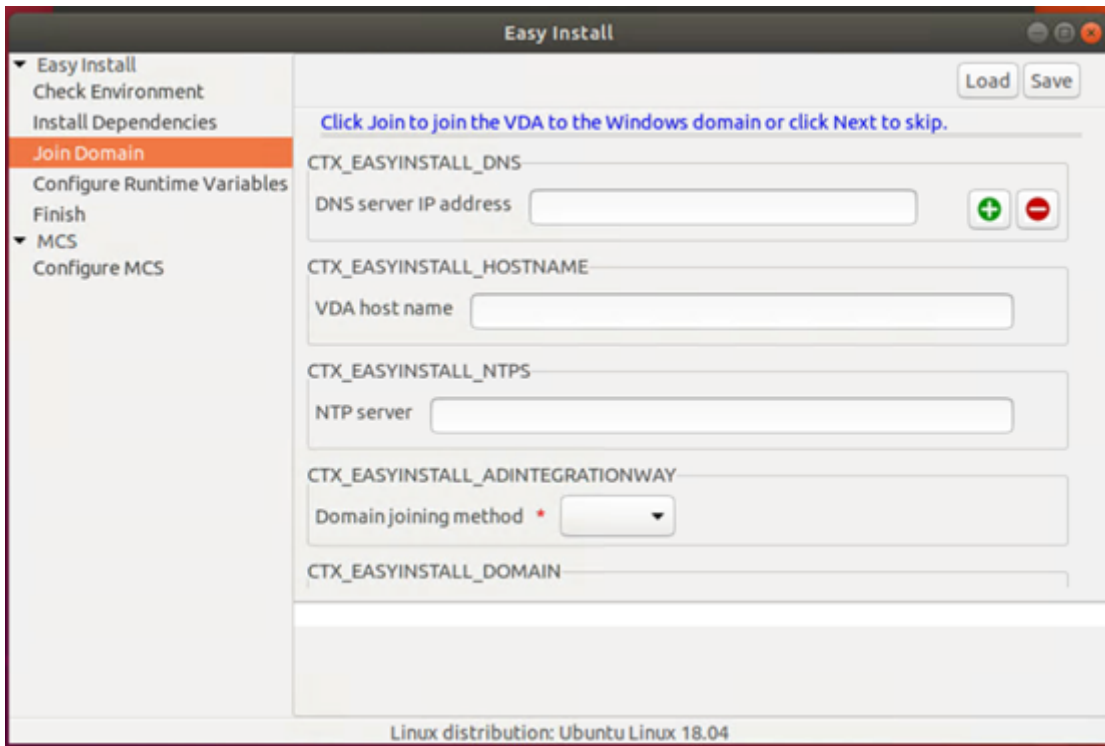 Easy Install
Easy Install
Check Environment
Install Dependencies
Join Domain
Configure Runtime Variables
Finish
MCS
Configure MCS
Load Save
Click Join to join the VDA to the Windows domain or click Next to skip.
CTX_EASYINSTALL_DNS
DNS server IP address
CTX_EASYINSTALL_HOSTNAME
VDA host name
CTX_EASYINSTALL_NTPS
NTP server
CTX_EASYINSTALL_ADINTEGRATIONWAY
Domain joining method *
CTX_EASYINSTALL_DOMAIN
Linux distribution: Ubuntu Linux 18.04